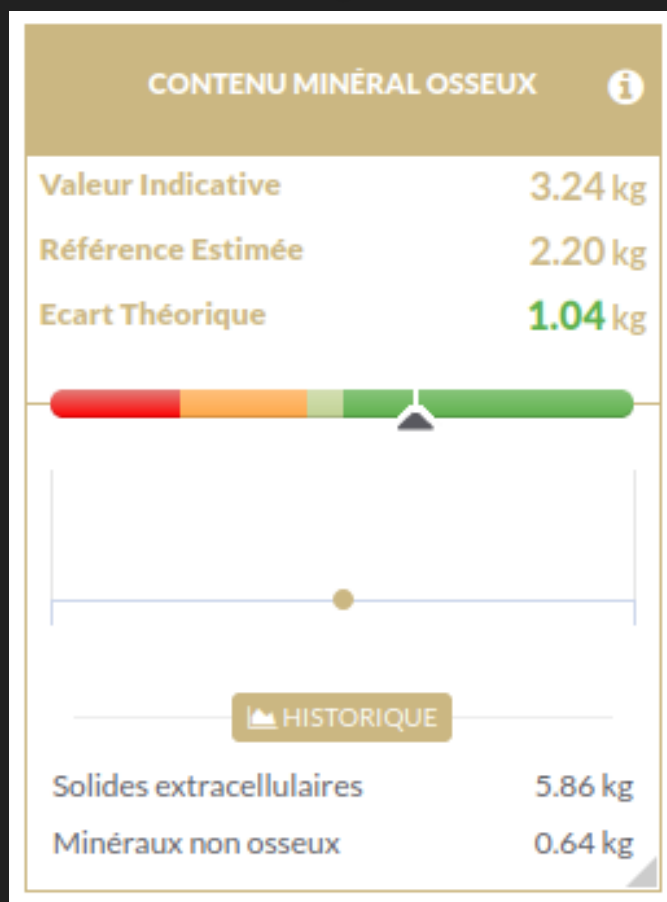 CONTENU MINÉRAL OSSEUX
Valeur Indicative 3.24 kg
Référence Estimée 2.20 kg
Ecart Théorique 1.04 kg
HISTORIQUE
Solides extracellulaires 5.86 kg
Minéraux non osseux 0.64 kg